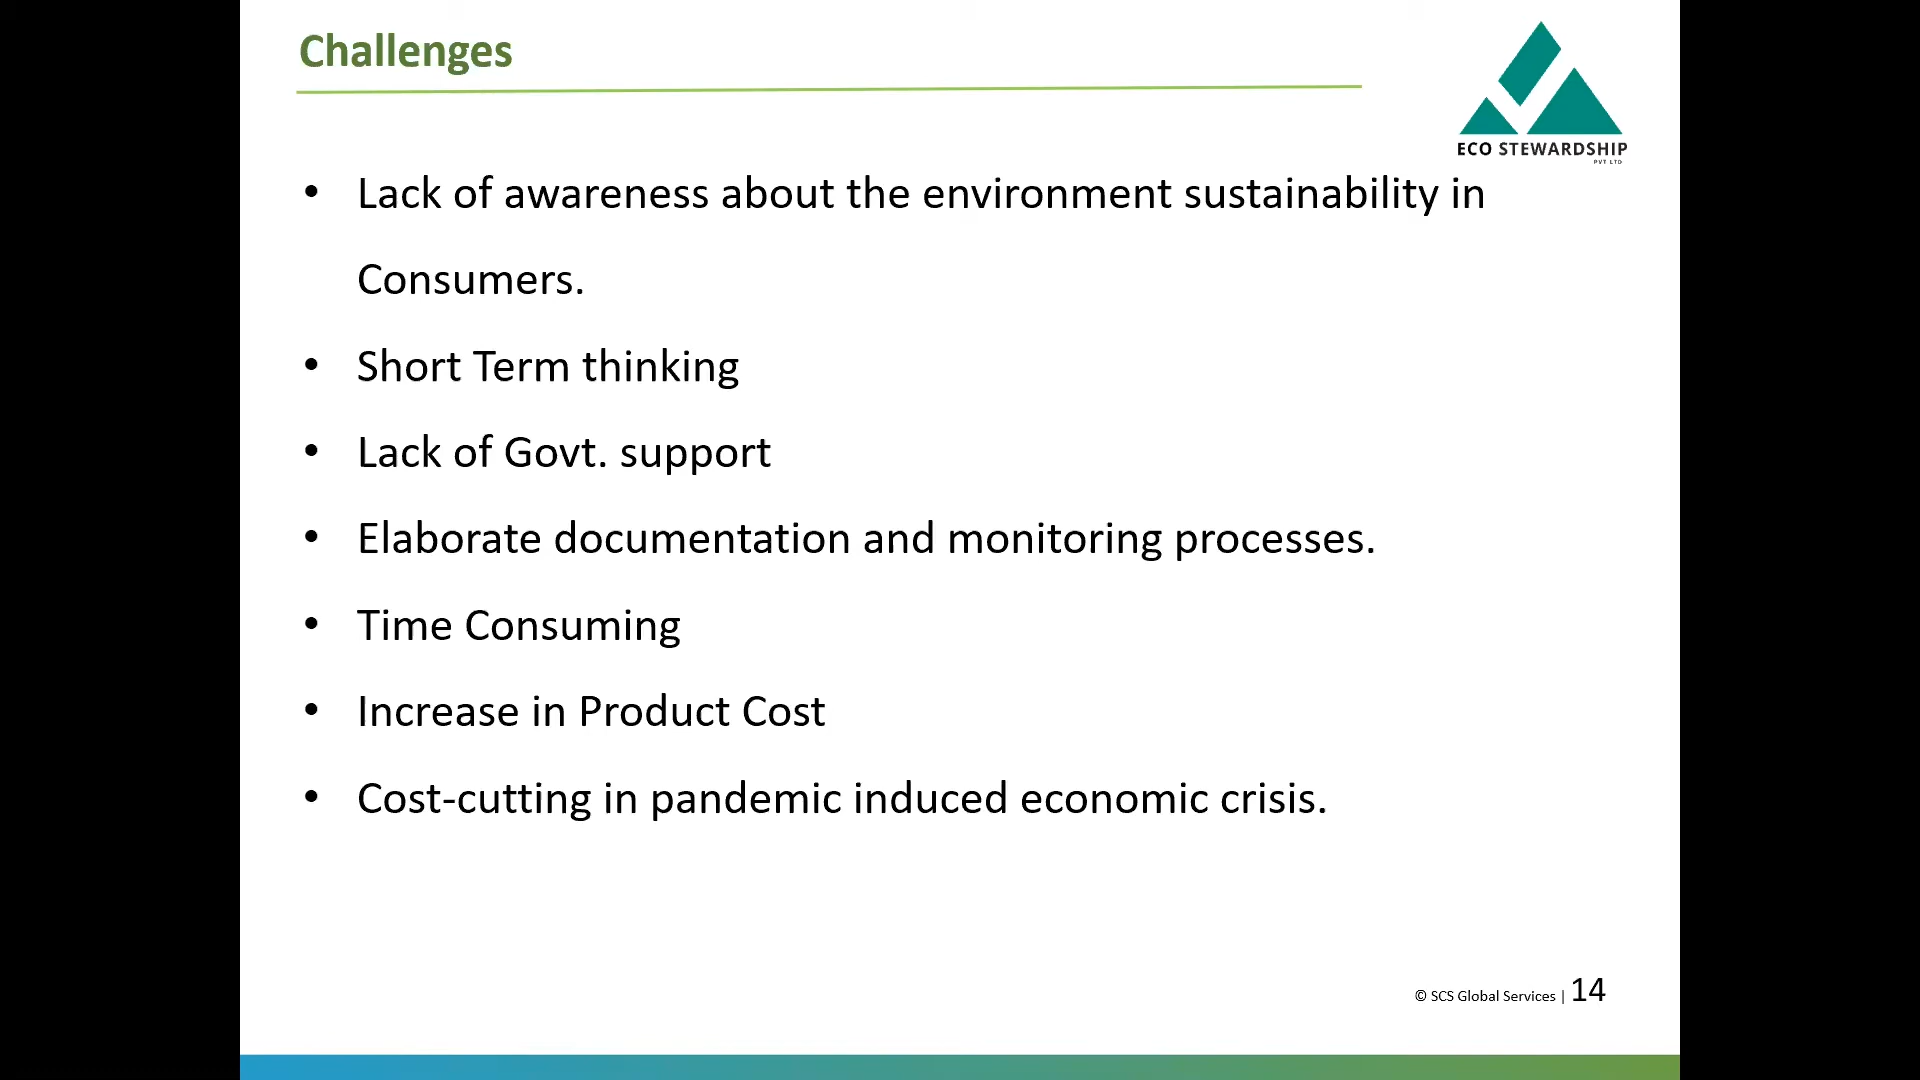 Challenges
ECO STEWARDSHIP
PVT LTD
• Lack of awareness about the environment sustainability in
Consumers.
• Short Term thinking
• Lack of Govt. support
• Elaborate documentation and monitoring processes.
• Time Consuming
• Increase in Product Cost
• Cost-cutting in pandemic induced economic crisis.
© SCS Global Services | 14